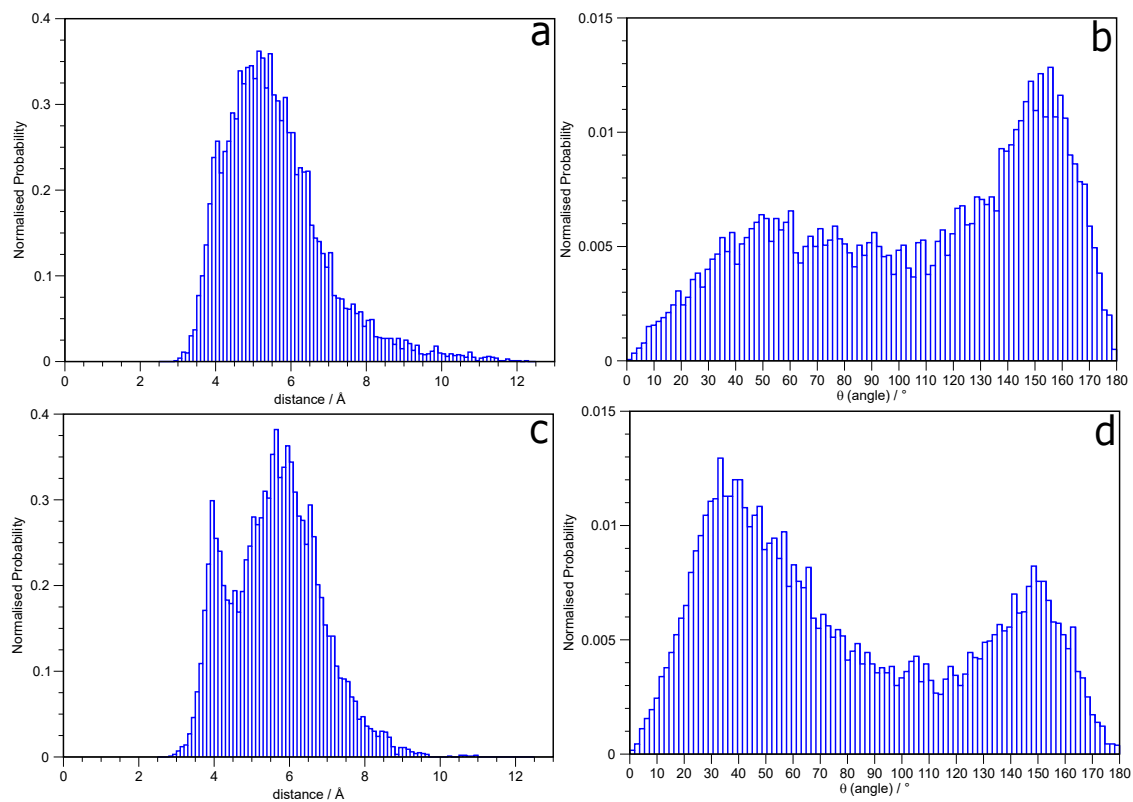 a
0.4
0.3
0.2
0.1
0
Normalised Probability
0 2 4 6 8 10 12
distance / Å
b
0.015
0.01
0.005
0
Normalised Probability
0 10 20 30 40 50 60 70 80 90 100 110 120 130 140 150 160 170 180
θ (angle) / °
c
0.4
0.3
0.2
0.1
0
Normalised Probability
0 2 4 6 8 10 12
distance / Å
d
0.015
0.01
0.005
0
Normalised Probability
0 10 20 30 40 50 60 70 80 90 100 110 120 130 140 150 160 170 180
θ (angle) / °